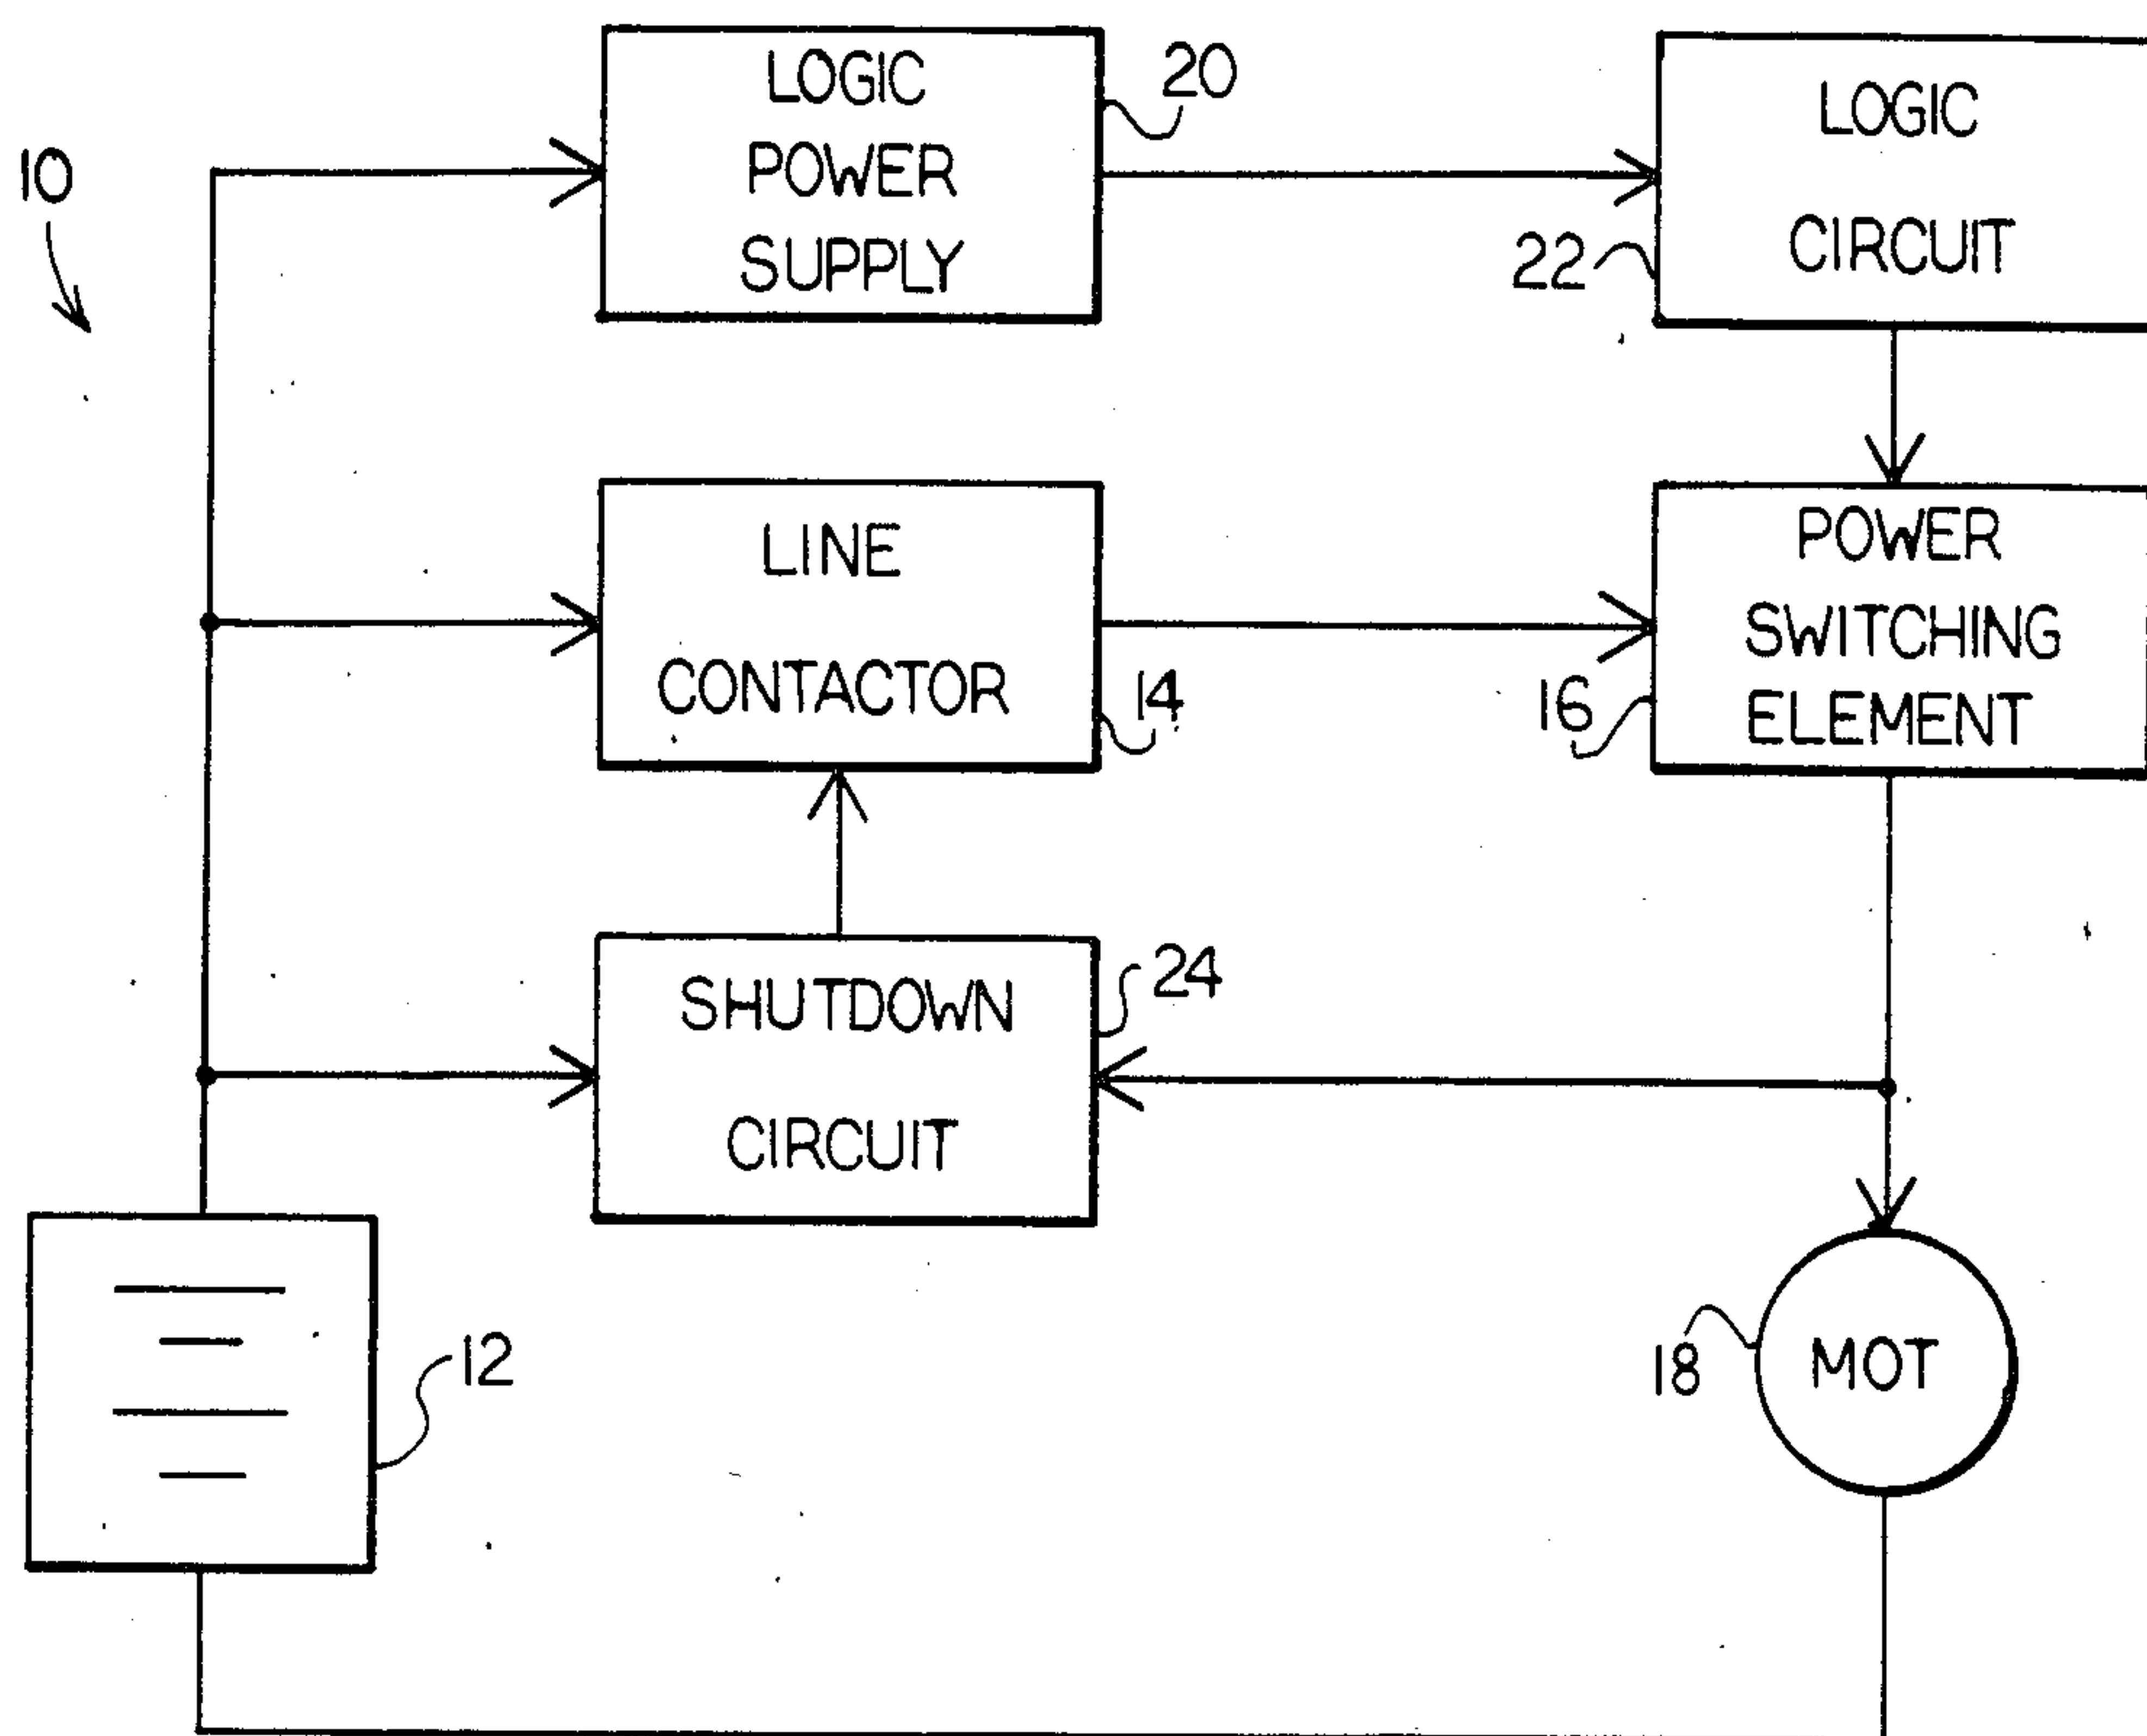 10
LOGIC
POWER
SUPPLY
20
LOGIC
CIRCUIT
22
LINE
CONTACTOR
14
POWER
SWITCHING
ELEMENT
16
SHUTDOWN
CIRCUIT
24
12
MOT
18